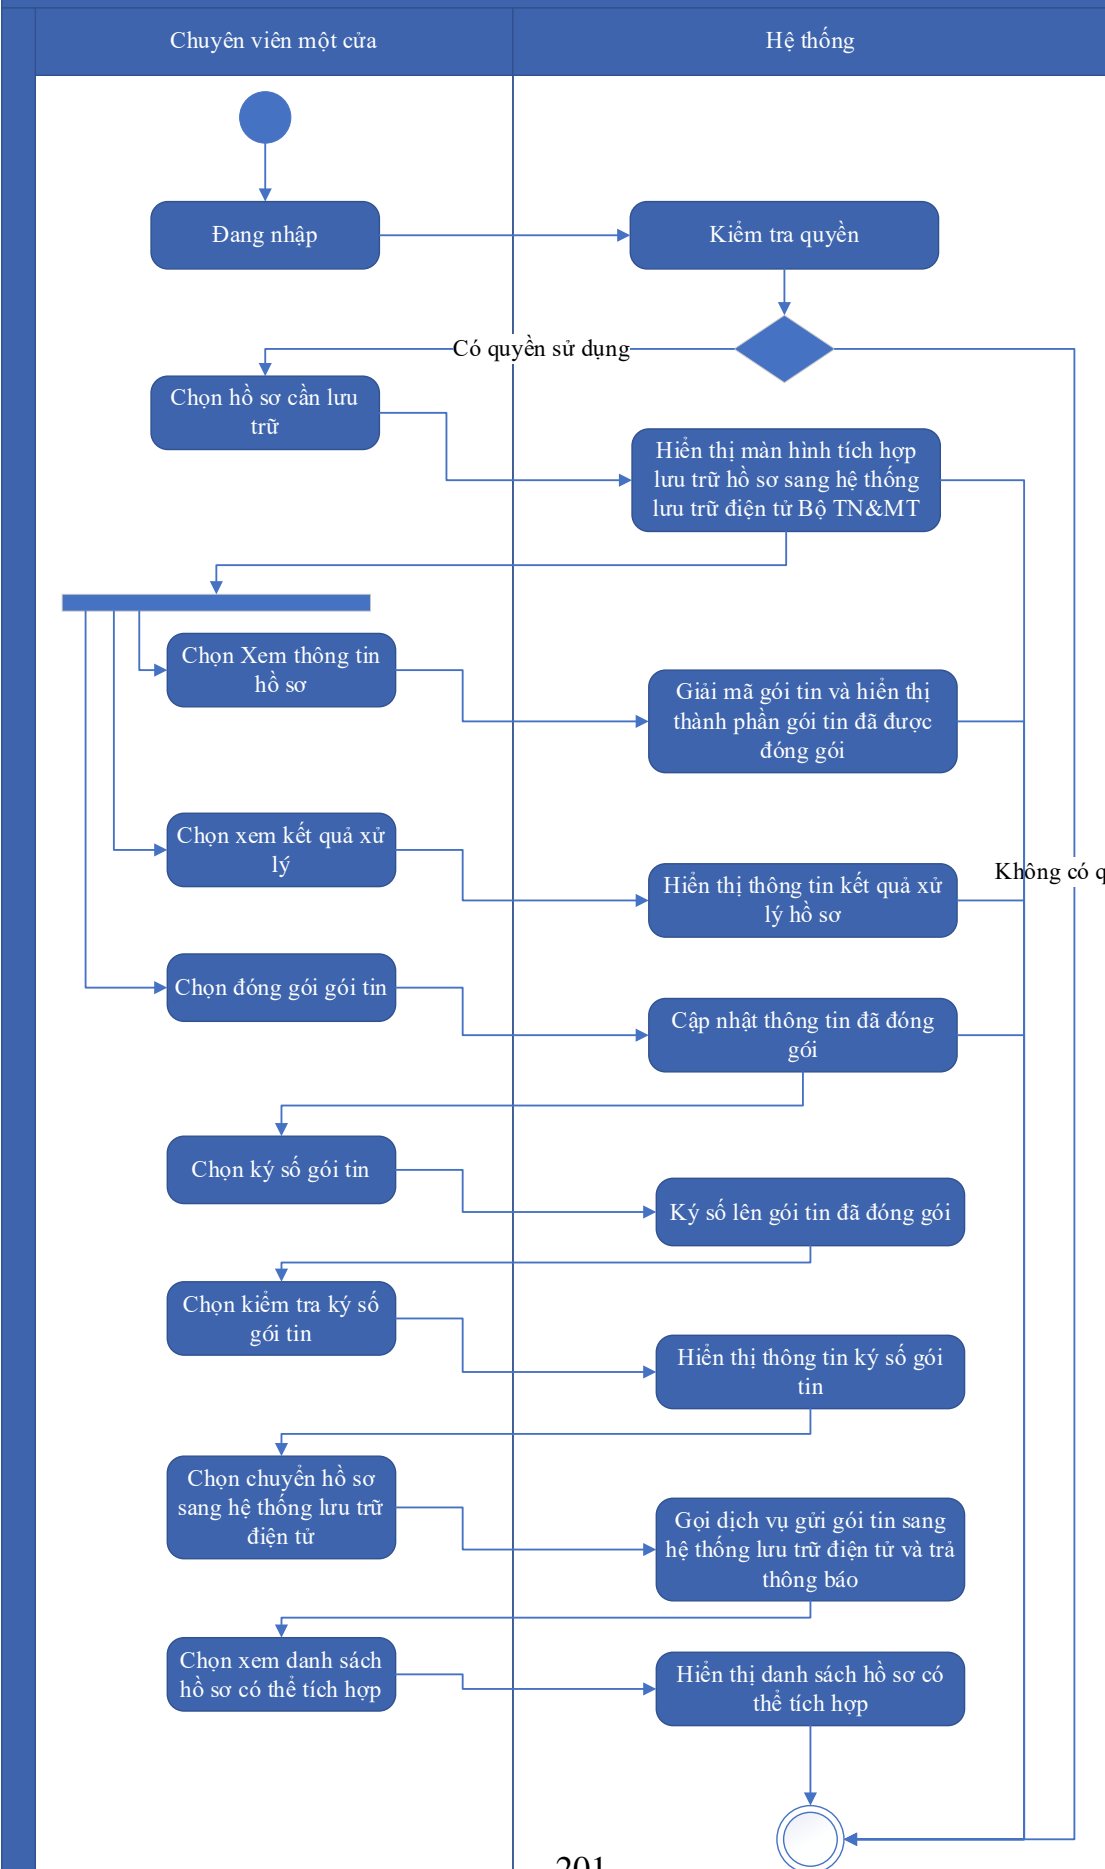 Chuyên viên một cửa
Hệ thống
Đang nhập
Kiểm tra quyền
Có quyền sử dụng
Chọn hồ sơ cần lưu
trữ
Hiển thị màn hình tích hợp
lưu trữ hồ sơ sang hệ thống
lưu trữ điện tử Bộ TN&MT
Chọn Xem thông tin
hồ sơ
Giải mã gói tin và hiển thị
thành phần gói tin đã được
đóng gói
Chọn xem kết quả xử
lý
Hiển thị thông tin kết quả xử
lý hồ sơ
Không có
Chọn đóng gói gói tin
Cập nhật thông tin đã đóng
gói
Chọn ký số gói tin
Ký số lên gói tin đã đóng gói
Chọn kiểm tra ký số
gói tin
Hiển thị thông tin ký số gói
tin
Chọn chuyển hồ sơ
sang hệ thống lưu trữ
điện tử
Gọi dịch vụ gửi gói tin sang
hệ thống lưu trữ điện tử và trả
thông báo
Chọn xem danh sách
hồ sơ có thể tích hợp
Hiển thị danh sách hồ sơ có
thể tích hợp
201